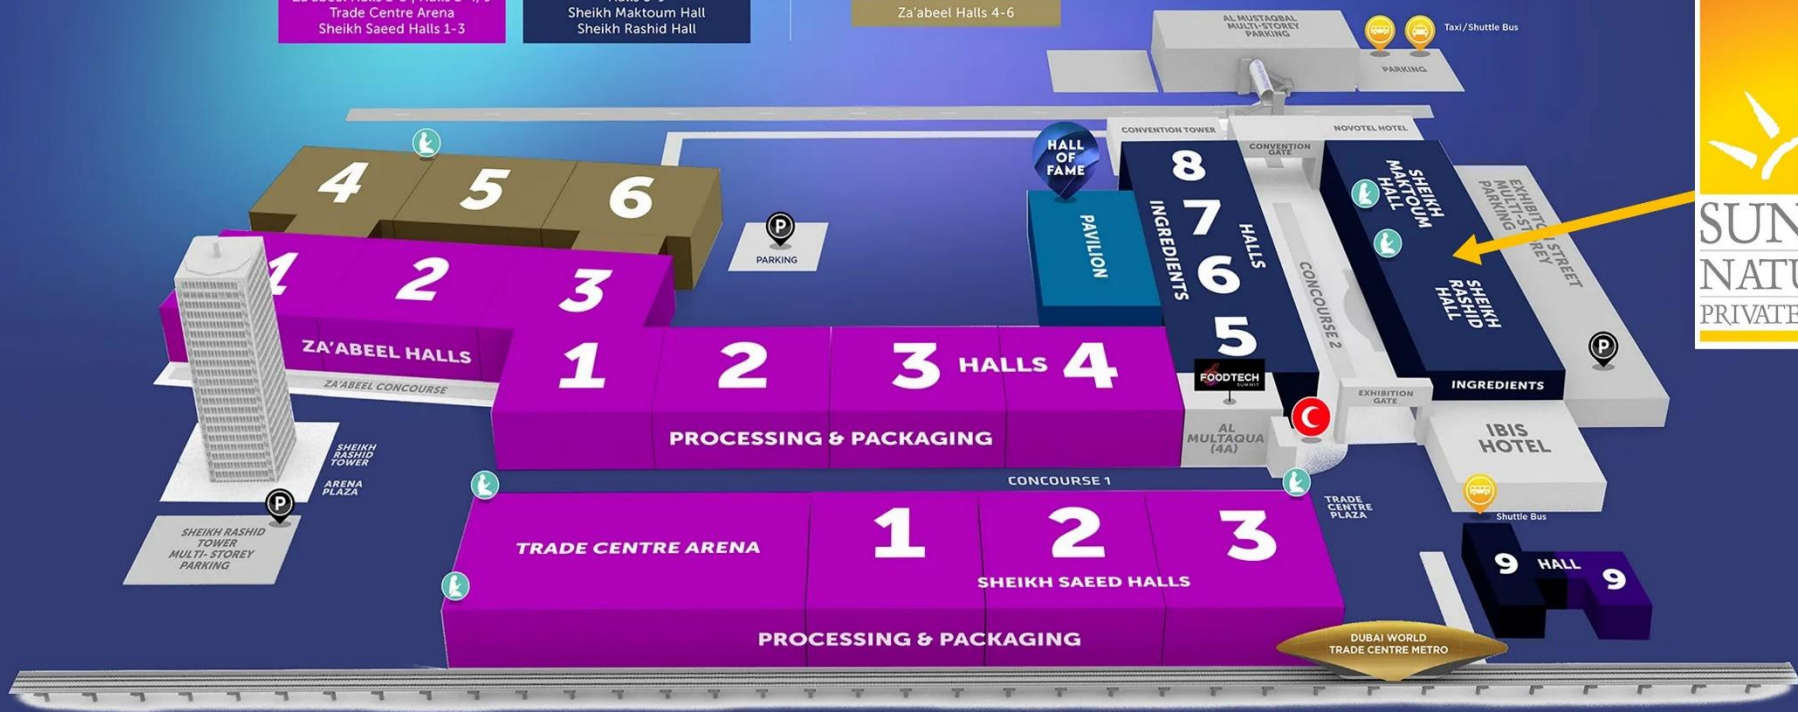 Trade Centre Arena
Sheikh Saeed Halls 1-3
Sheikh Maktoum Hall
Sheikh Rashid Hall
Za'abeel Halls 4-6
AL MUSTAQBAL
MULTI-STOREY
PARKING
Taxi/Shuttle Bus
PARKING
CONVENTION TOWER
NOVOTEL HOTEL
CONVENTION
GATE
HALL
OF
FAME
PAVILION
8
7
6
5
HALLS
INGREDIENTS
CONCOURSE 2
SHEIKH
MAKTOUM
HALL
SHEIKH
RASHID
HALL
INGREDIENTS
EXHIBITION STREET
MULTI-STOREY
PARKING
P
SUN
NATU
PRIVATE
4
5
6
P
PARKING
1
2
3
ZA'ABEEL HALLS
ZA'ABEEL CONCOURSE
1
2
3 HALLS 4
PROCESSING & PACKAGING
FOODTECH
SUMMIT
AL
MULTAQUA
(4A)
EXHIBITION
GATE
IBIS
HOTEL
SHEIKH
RASHID
TOWER
ARENA
PLAZA
P
SHEIKH RASHID
TOWER
MULTI- STOREY
PARKING
CONCOURSE 1
TRADE
CENTRE
PLAZA
Shuttle Bus
TRADE CENTRE ARENA
1
2
3
SHEIKH SAEED HALLS
PROCESSING & PACKAGING
9 HALL 9
DUBAI WORLD
TRADE CENTRE METRO